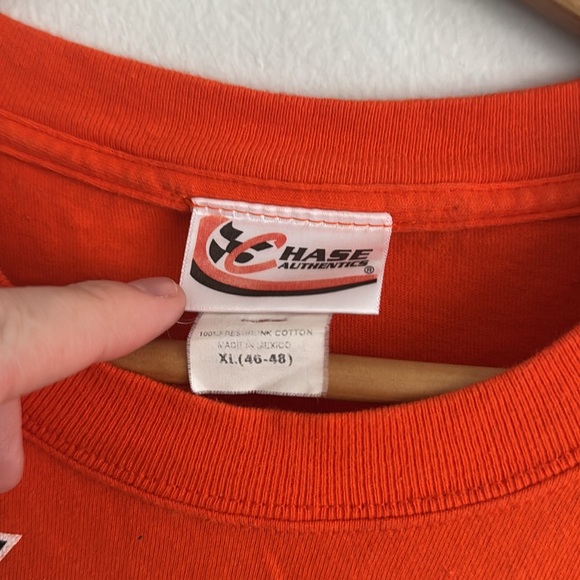 CHASE
AUTHENTICS®
100% PRESHRUNK COTTON
MADE IN MEXICO
XL(46-48)